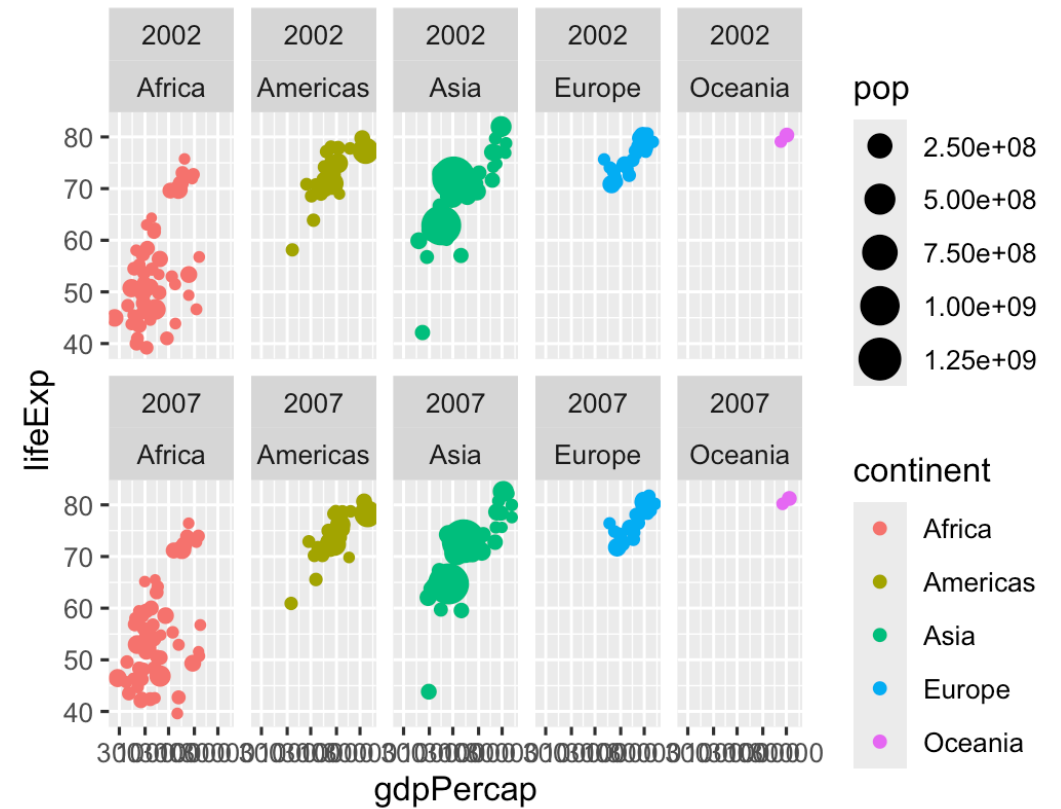 2002 2002 2002 2002 2002
Africa Americas Asia Europe Oceania
80
70
60
50
40
2007 2007 2007 2007 2007
Africa Americas Asia Europe Oceania
80
70
60
50
40
lifeExp
gdpPercap
pop
2.50e+08
5.00e+08
7.50e+08
1.00e+09
1.25e+09
continent
Africa
Americas
Asia
Europe
Oceania